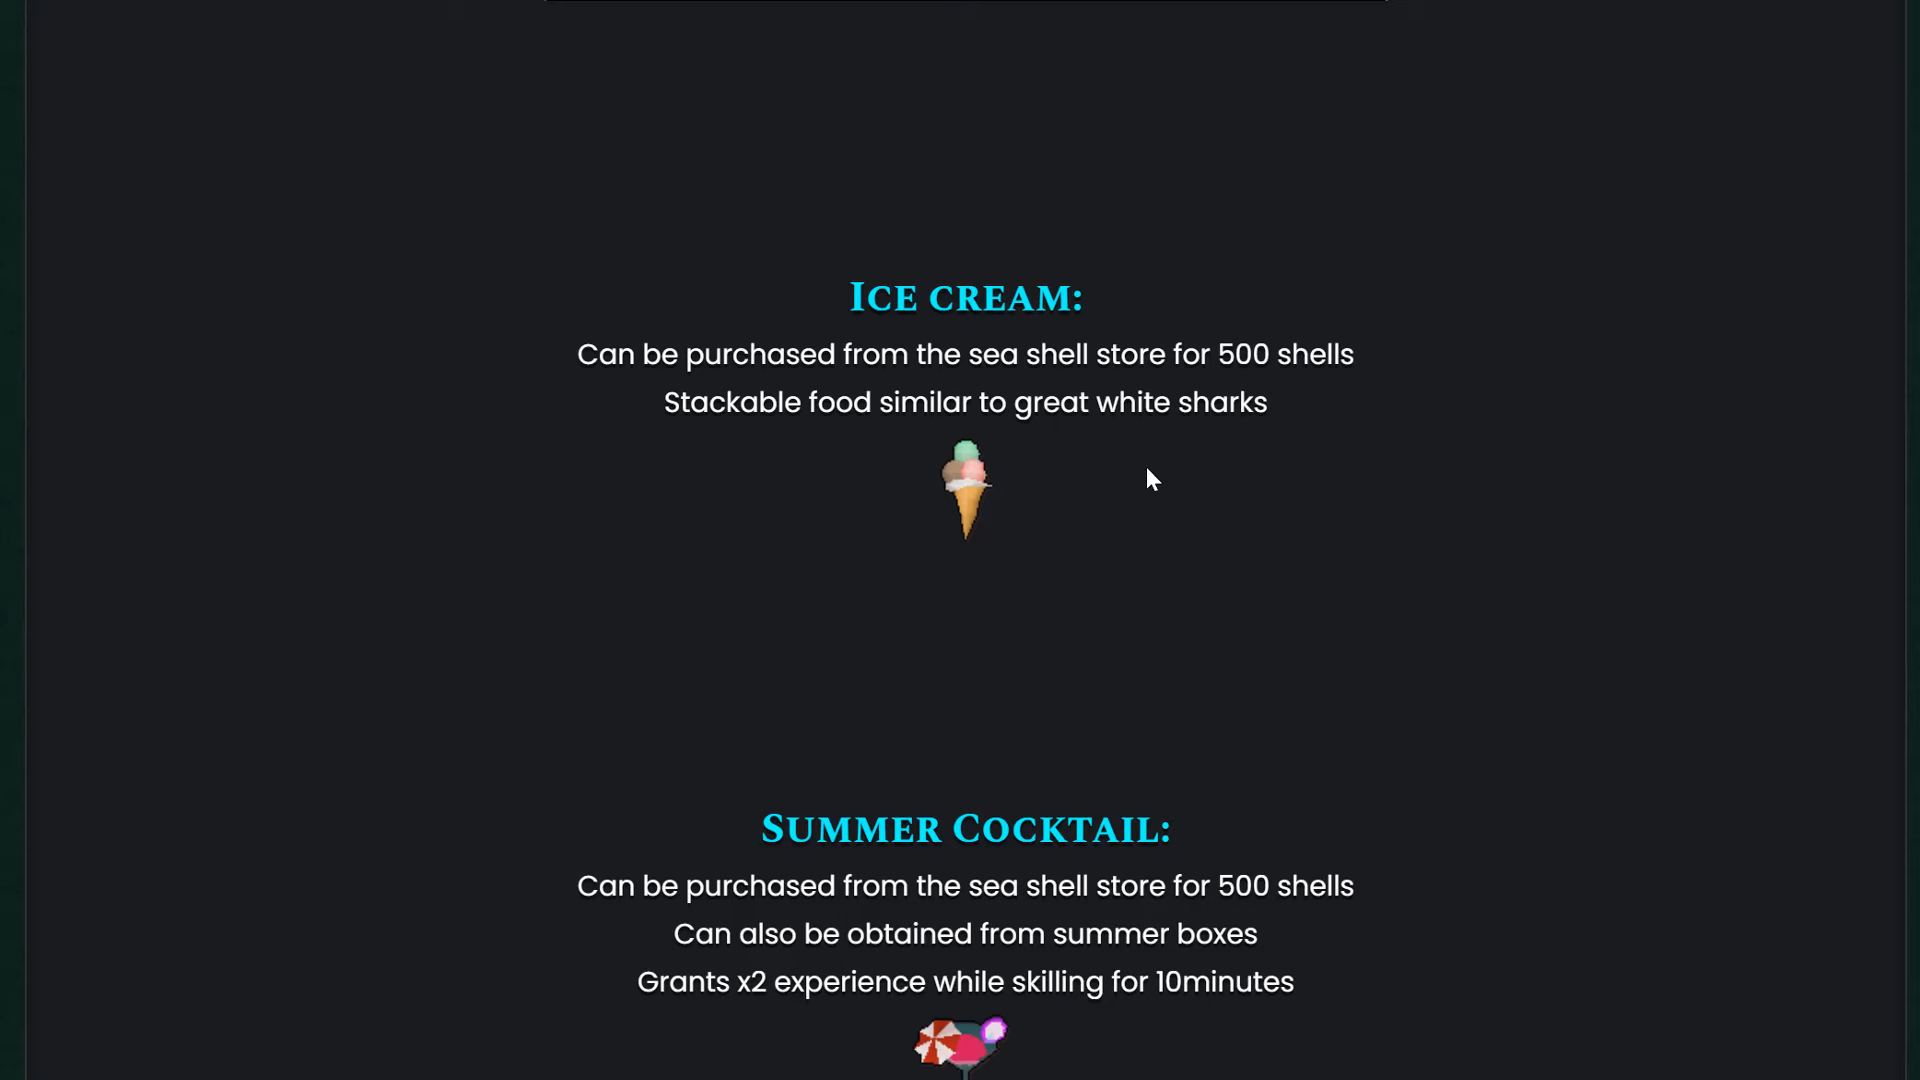 Ice cream:
Can be purchased from the sea shell store for 500 shells
Stackable food similar to great white sharks
Summer Cocktail:
Can be purchased from the sea shell store for 500 shells
Can also be obtained from summer boxes
Grants x2 experience while skilling for 10minutes